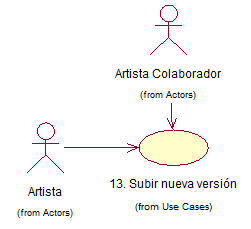 Artista Colaborador
(from Actors)
Artista
(from Actors)
13. Subir nueva versión
(from Use Cases)